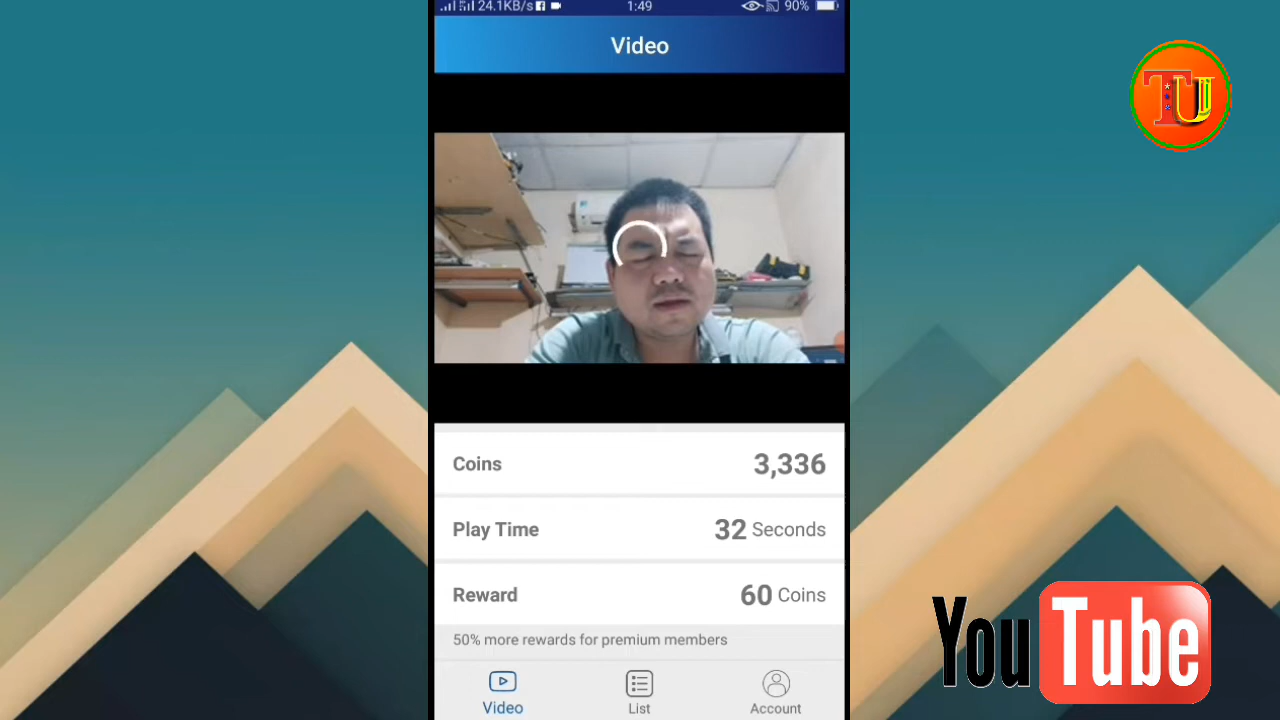 24.1KB/s
1:49
90%
Video
TU
Coins
3,336
Play Time
32 Seconds
Reward
60 Coins
50% more rewards for premium members
Video
List
Account
YouTube